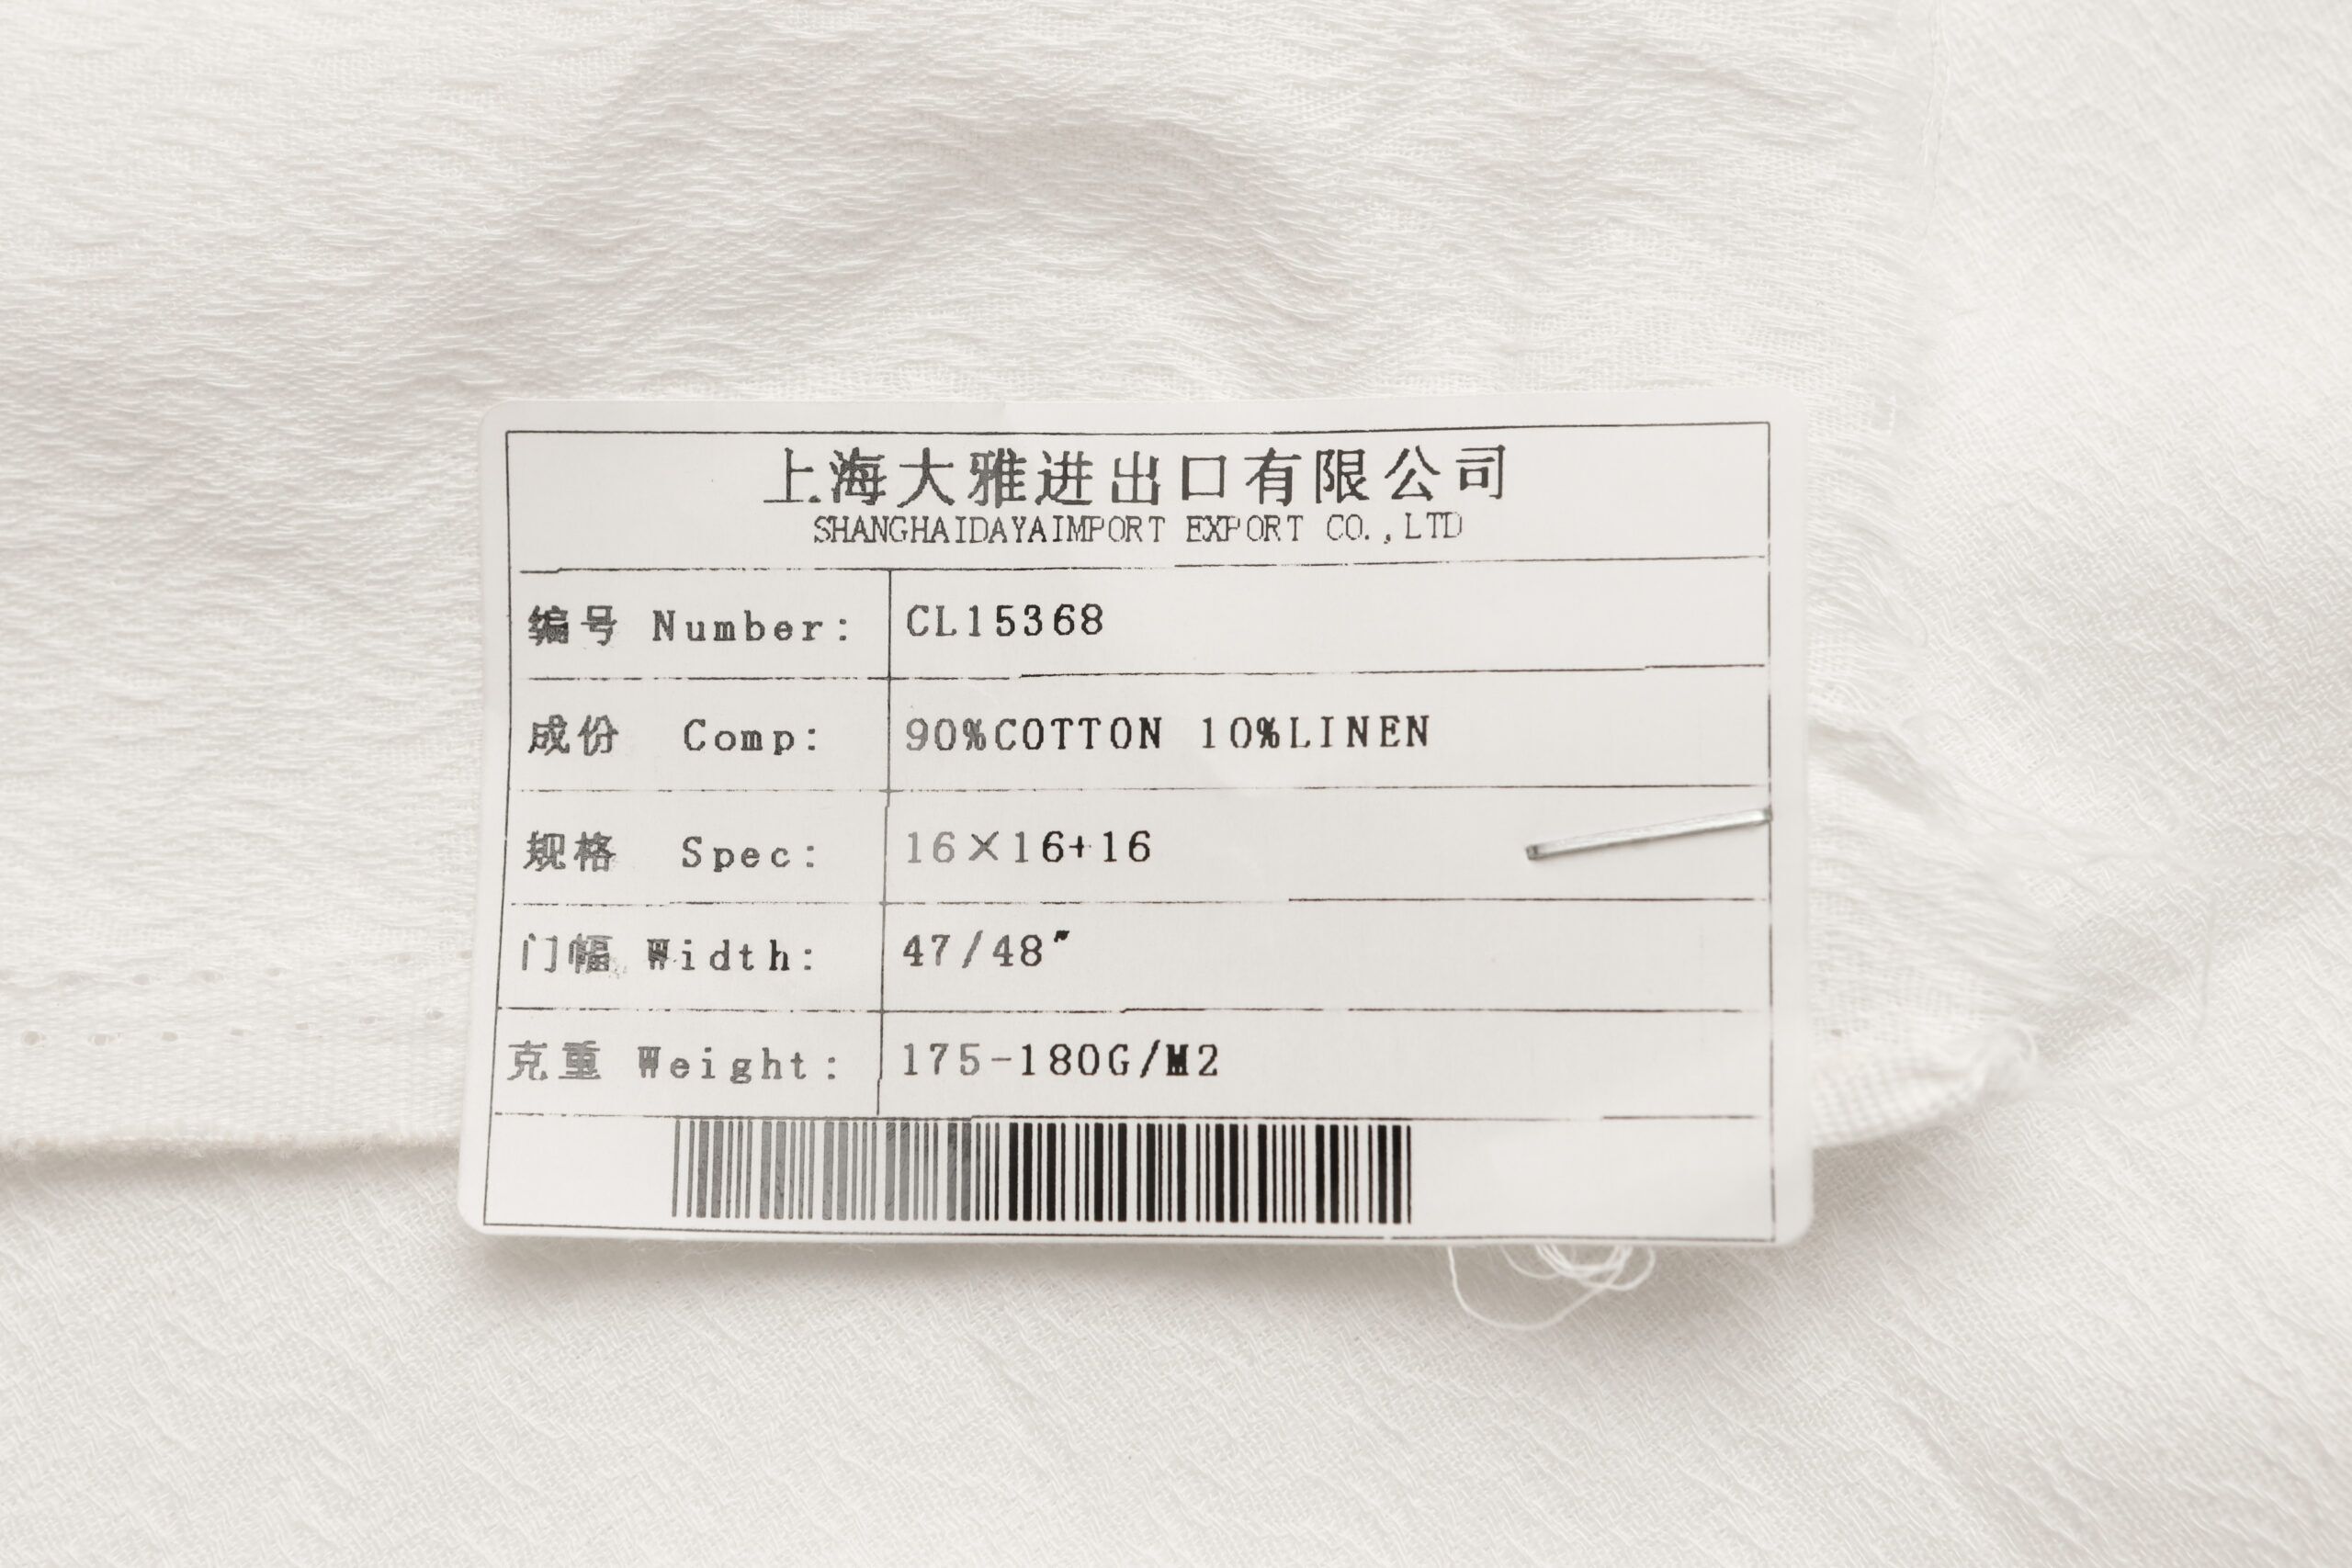 上海大雅进出口有限公司
SHANGHAIDAYAIMPORT EXPORT CO.,LTD
编号 Number: CL15368
成份 Comp: 90%COTTON 10%LINEN
规格 Spec: 16×16+16
门幅 Width: 47/48"
克重 Weight: 175-180G/M2